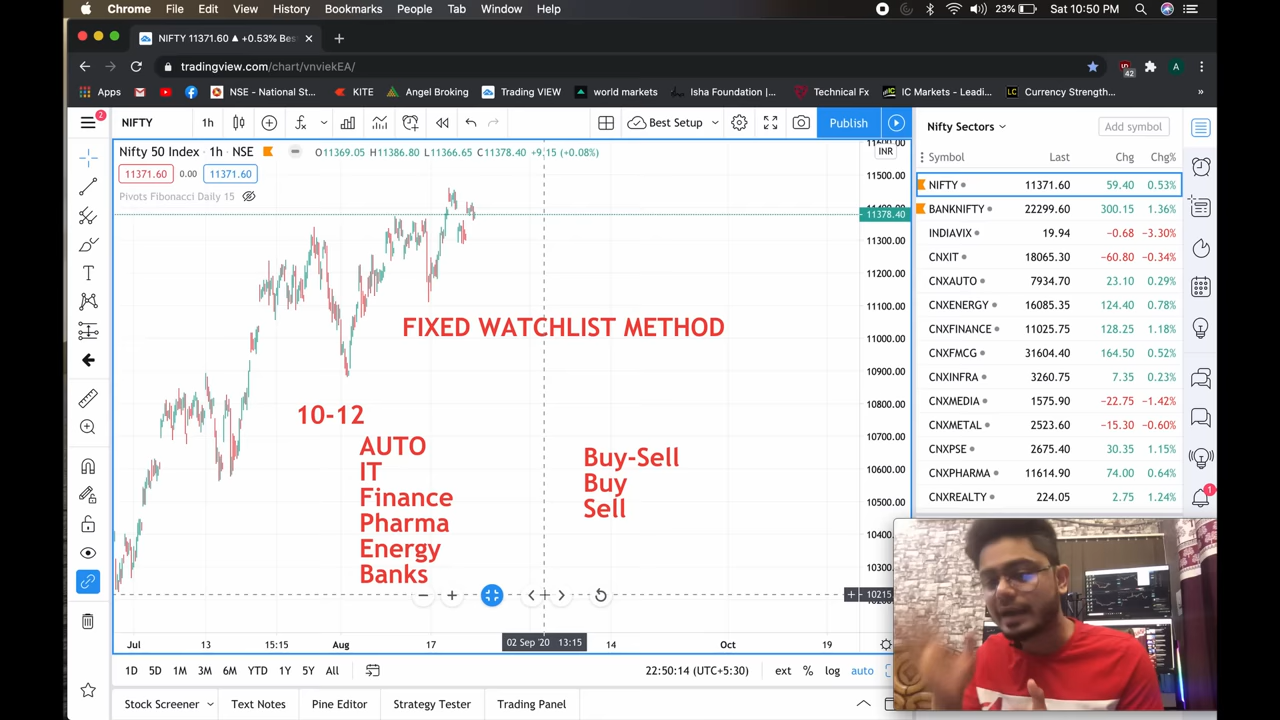 Chrome File Edit View History Bookmarks People Tab Window Help 23% Sat 10:50 PM
NIFTY 11371.60 ▲ +0.53% Bes
tradingview.com/chart/vnviekEA/ 42 A
Apps NSE - National St... KITE Angel Broking Trading VIEW world markets Isha Foundation |... Technical Fx IC Markets - Leadi... Currency Strength... »
2 NIFTY 1h Best Setup Publish
Nifty Sectors Add symbol
Nifty 50 Index · 1h · NSE O11369.05 H11386.80 L11366.65 C11378.40 +9.15 (+0.08%)
INR
11371.60 0.00 11371.60
Pivots Fibonacci Daily 15
11500.00
11378.40
11300.00
11200.00
11100.00
11000.00
10900.00
10800.00
10700.00
10600.00
10500.00
10400.00
10300.00
10215
FIXED WATCHLIST METHOD
10-12
AUTO
IT
Finance
Pharma
Energy
Banks
Buy-Sell
Buy
Sell
Jul 13 15:15 Aug 17 02 Sep '20 13:15 14 Oct 19
1D 5D 1M 3M 6M YTD 1Y 5Y All 22:50:14 (UTC+5:30) ext % log auto
Stock Screener Text Notes Pine Editor Strategy Tester Trading Panel
Symbol Last Chg Chg%
NIFTY 11371.60 59.40 0.53%
BANKNIFTY 22299.60 300.15 1.36%
INDIAVIX 19.94 −0.68 −3.30%
CNXIT 18065.30 −60.80 −0.34%
CNXAUTO 7934.70 23.10 0.29%
CNXENERGY 16085.35 124.40 0.78%
CNXFINANCE 11025.75 128.25 1.18%
CNXFMCG 31604.40 164.50 0.52%
CNXINFRA 3260.75 7.35 0.23%
CNXMEDIA 1575.90 −22.75 −1.42%
CNXMETAL 2523.60 −15.30 −0.60%
CNXPSE 2675.40 30.35 1.15%
CNXPHARMA 11614.90 74.00 0.64%
CNXREALTY 224.05 2.75 1.24%
1